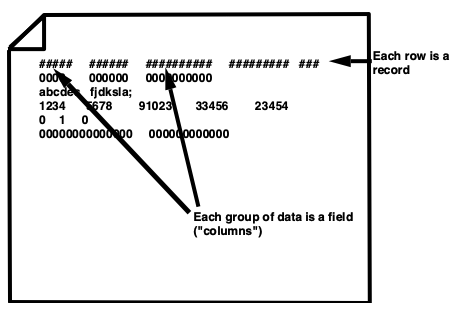 ##### ###### ########## ######### ###
Each row is a
record
0000 000000 0000000000
abcdes fjdksla;
1234 5678 91023 33456 23454
0 1 0
00000000000000 000000000000
Each group of data is a field
("columns")